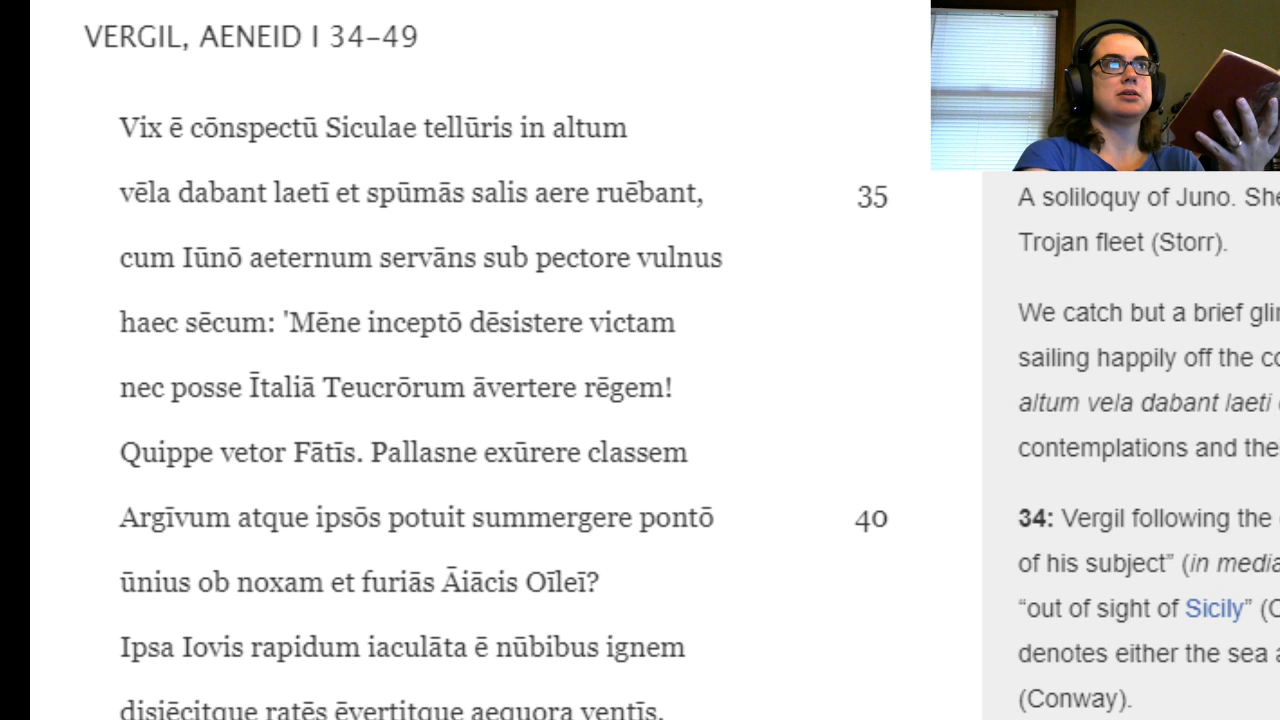 VERGIL, AENEID I 34–49
Vix ē cōnspectū Siculae tellūris in altum
vēla dabant laetī et spūmās salis aere ruēbant,
35
cum Iūnō aeternum servāns sub pectore vulnus
haec sēcum: 'Mēne inceptō dēsistere victam
nec posse Ītaliā Teucrōrum āvertere rēgem!
Quippe vetor Fātīs. Pallasne exūrere classem
Argīvum atque ipsōs potuit summergere pontō
40
ūnius ob noxam et furiās Āiācis Oīleī?
Ipsa Iovis rapidum iaculāta ē nūbibus ignem
disiēcitque ratēs ēvertitque aequora ventīs,
A soliloquy of Juno. She
Trojan fleet (Storr).
We catch but a brief
sailing happily off the
altum vela dabant laeti
contemplations and the
34: Vergil following the
of his subject” (in
“out of sight of Sicily”
denotes either the sea
(Conway).